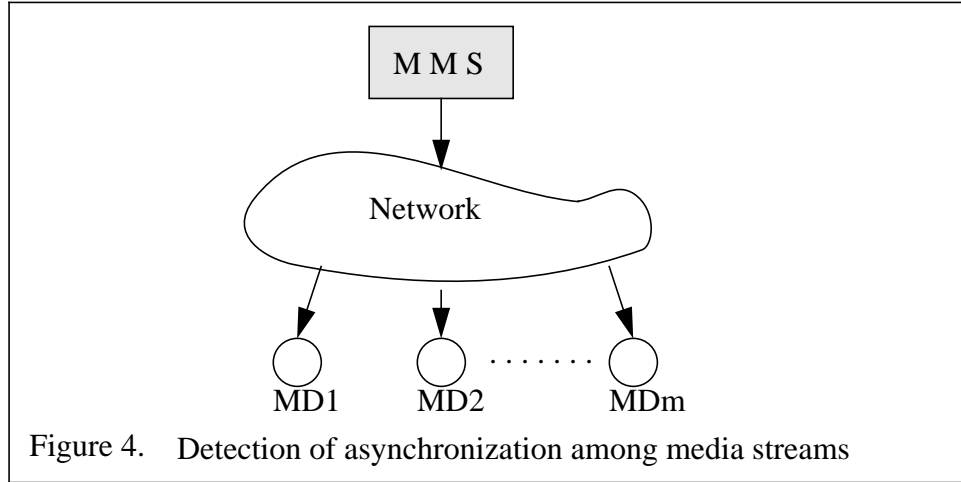 M M S
Network
. . . . . . .
MD1 MD2 MDm
Figure 4. Detection of asynchronization among media streams